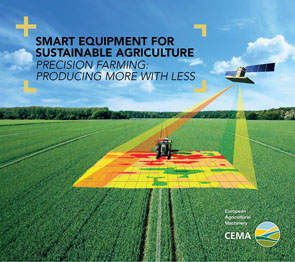 SMART EQUIPMENT FOR
SUSTAINABLE AGRICULTURE
PRECISION FARMING:
PRODUCING MORE WITH LESS
European
Agricultural
Machinery
CEMA